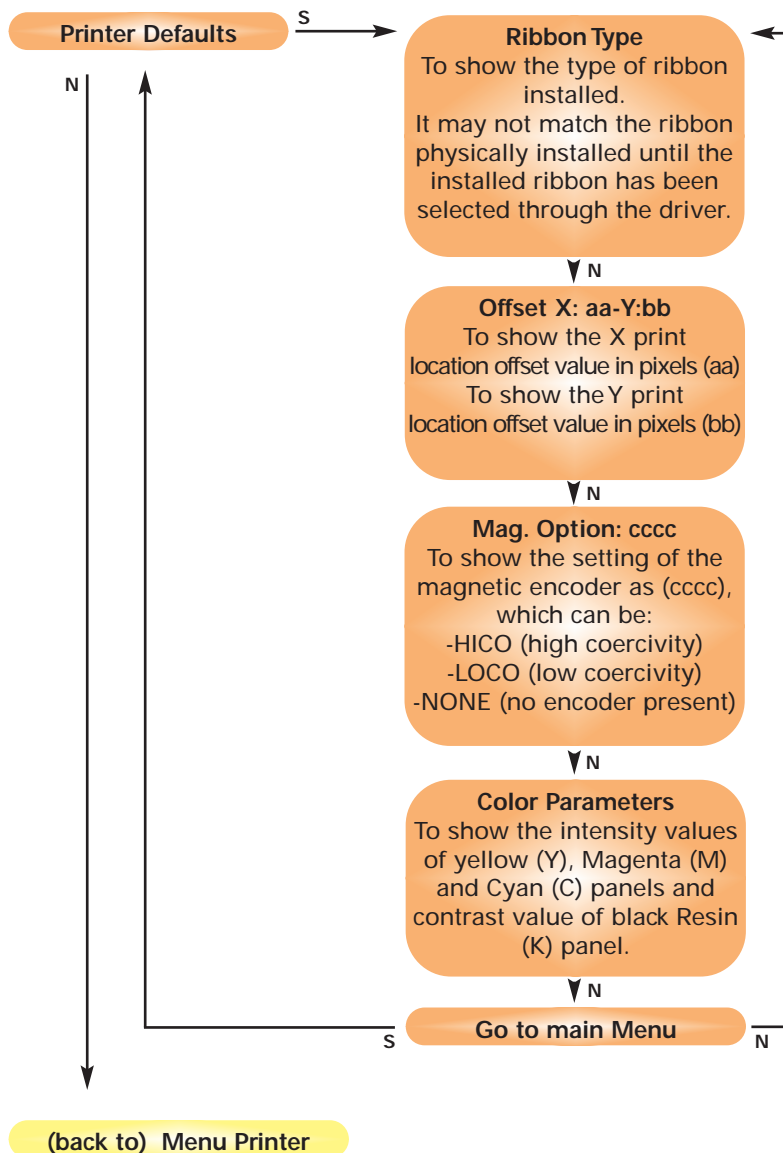 Printer Defaults
S
N
Ribbon Type
To show the type of ribbon
installed.
It may not match the ribbon
physically installed until the
installed ribbon has been
selected through the driver.
N
Offset X: aa-Y:bb
To show the X print
location offset value in pixels (aa)
To show the Y print
location offset value in pixels (bb)
N
Mag. Option: cccc
To show the setting of the
magnetic encoder as (cccc),
which can be:
-HICO (high coercivity)
-LOCO (low coercivity)
-NONE (no encoder present)
N
Color Parameters
To show the intensity values
of yellow (Y), Magenta (M)
and Cyan (C) panels and
contrast value of black Resin
(K) panel.
N
S
Go to main Menu
N
(back to) Menu Printer